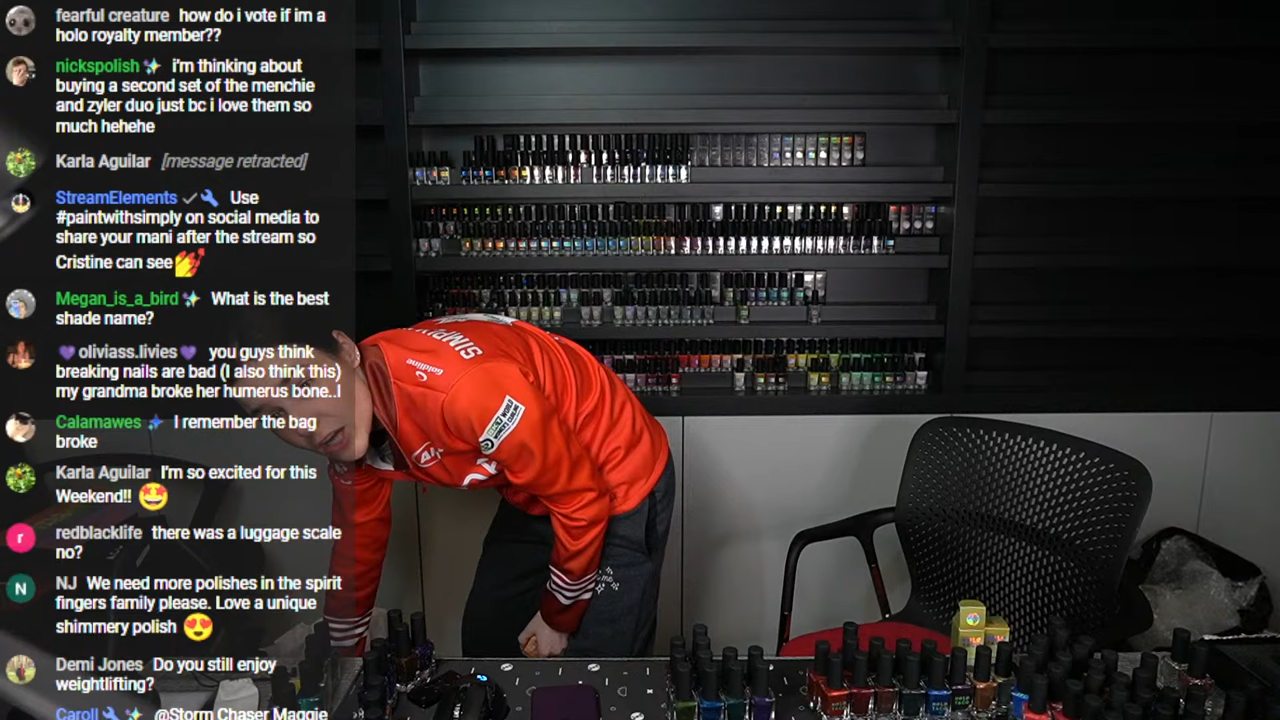 fearful creature how do i vote if im a
holo royalty member??
nickspolish i'm thinking about
buying a second set of the menchie
and zyler duo just bc i love them so
much hehehe
Karla Aguilar [message retracted]
StreamElements Use
#paintwithsimply on social media to
share your mani after the stream so
Cristine can see
Megan_is_a_bird What is the best
shade name?
oliviass.livies you guys think
breaking nails are bad (I also think this)
my grandma broke her humerus bone..I
Calamawes I remember the bag
broke
Karla Aguilar I'm so excited for this
Weekend!!
r redblacklife there was a luggage scale
no?
N NJ We need more polishes in the spirit
fingers family please. Love a unique
shimmery polish
Demi Jones Do you still enjoy
weightlifting?
Caroll @Storm Chaser Maggie
SIMPLY
Goldline